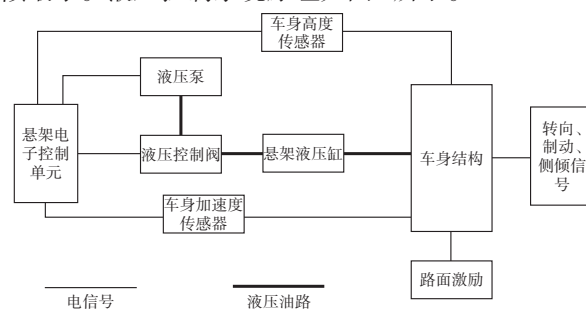 车身高度
传感器
液压泵
悬架电
子控制
单元
液压控制阀
悬架液压缸
车身结构
转向、
制动、
侧倾信
号
车身加速度
传感器
路面激励
电信号
液压油路